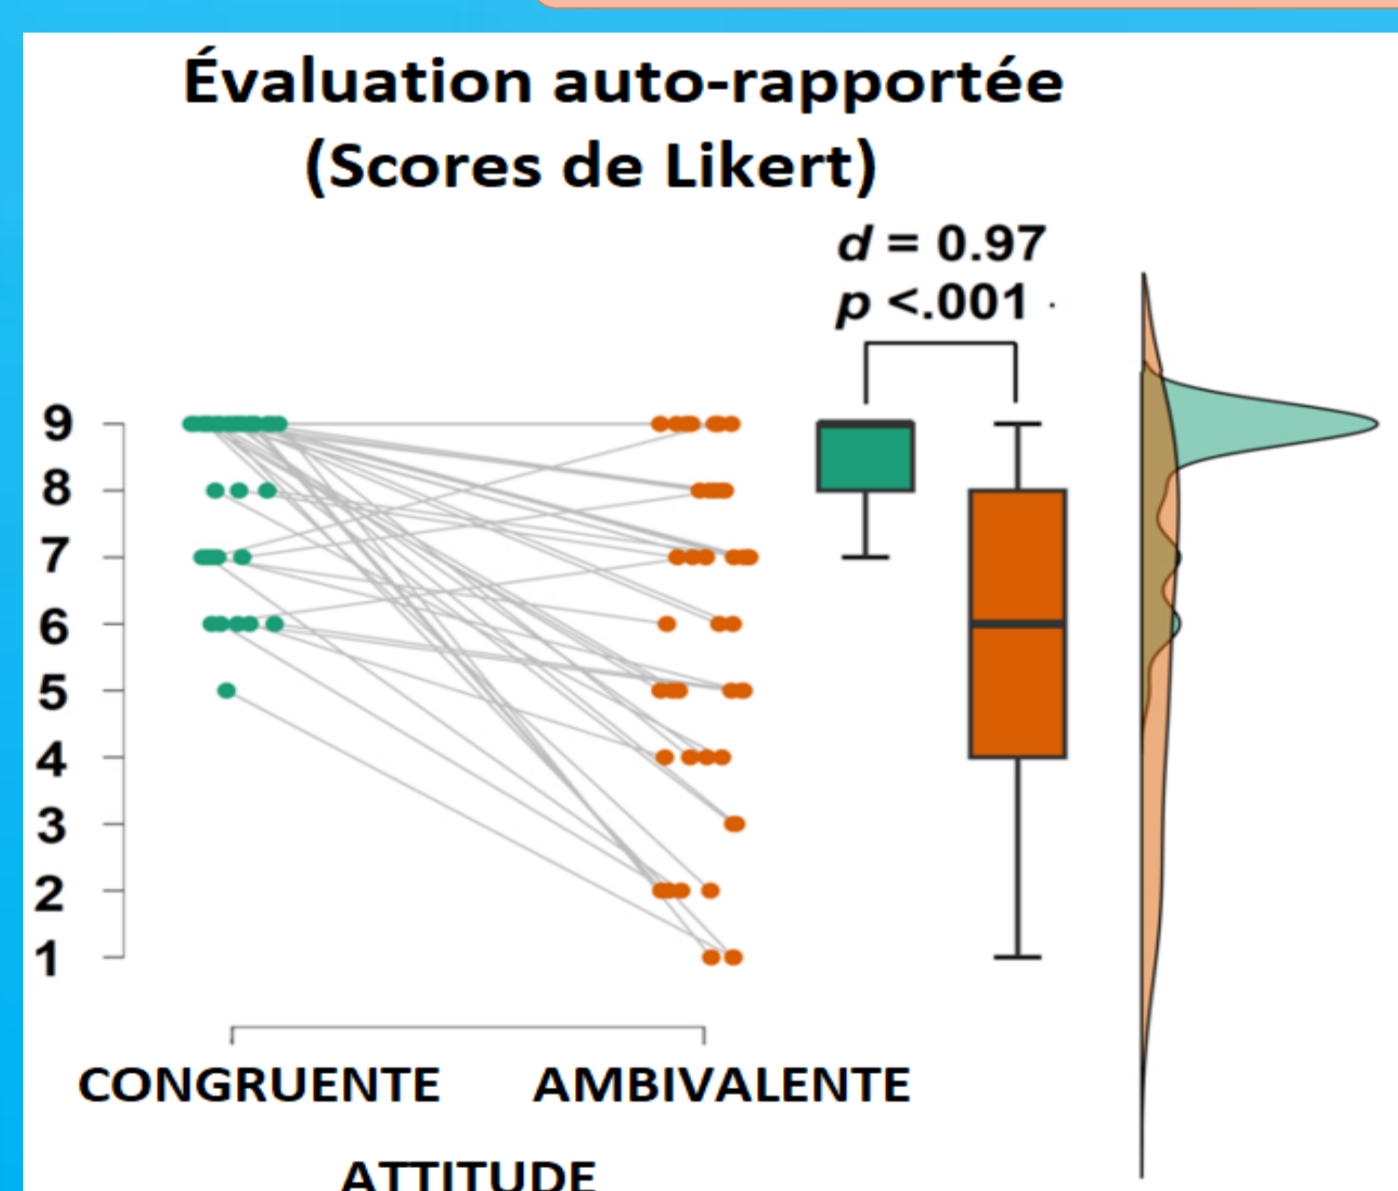 Évaluation auto-rapportée
(Scores de Likert)
d = 0.97
p <.001
9
8
7
6
5
4
3
2
1
CONGRUENTE AMBIVALENTE
ATTITUDE